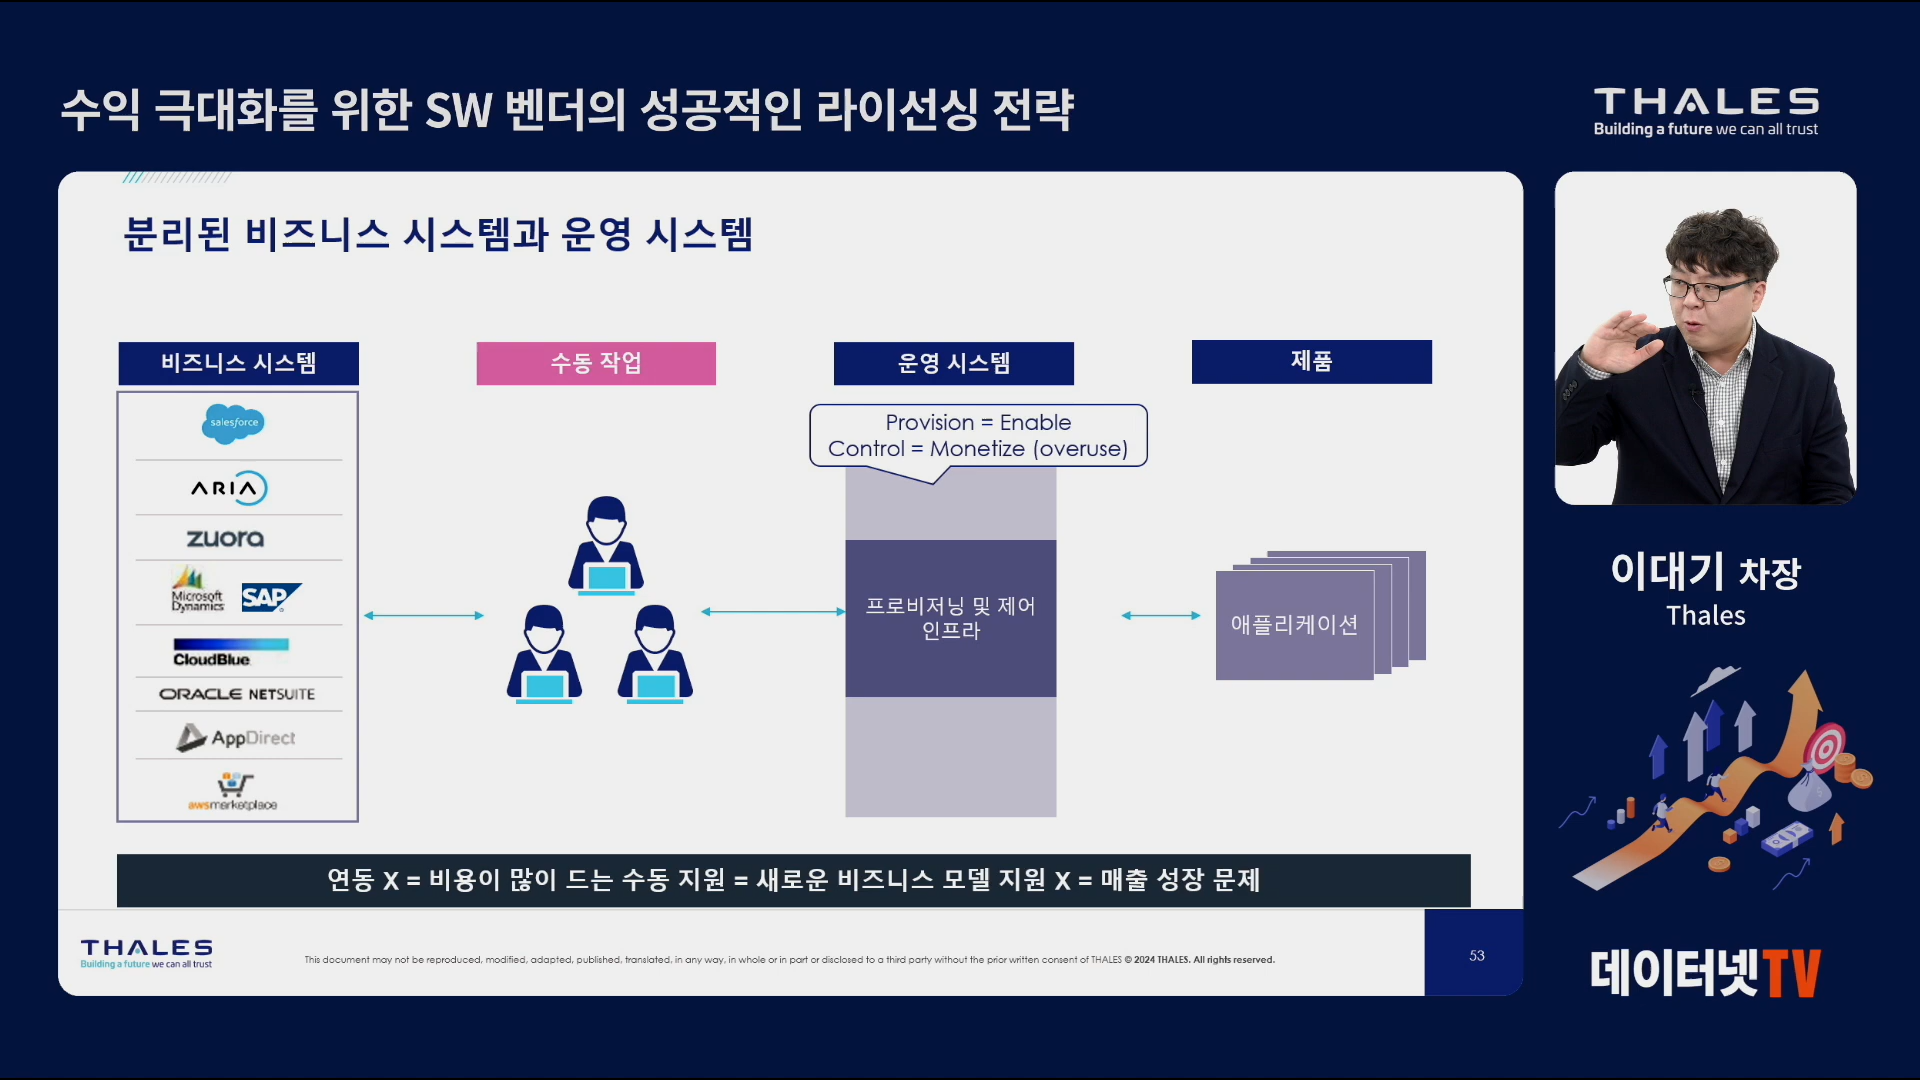 수익 극대화를 위한 SW 벤더의 성공적인 라이선싱 전략
THALES
Building a future we can all trust
분리된 비즈니스 시스템과 운영 시스템
비즈니스 시스템
수동 작업
운영 시스템
제품
salesforce
ARIA
zuora
Microsoft
Dynamics
SAP
CloudBlue
ORACLE NETSUITE
AppDirect
aws marketplace
Provision = Enable
Control = Monetize (overuse)
프로비저닝 및 제어
인프라
애플리케이션
연동 X = 비용이 많이 드는 수동 지원 = 새로운 비즈니스 모델 지원 X = 매출 성장 문제
THALES
Building a future we can all trust
This document may not be reproduced, modified, adapted, published, translated, in any way, in whole or in part or disclosed to a third party without the prior written consent of THALES © 2024 THALES. All rights reserved.
53
이대기 차장
Thales
데이터넷TV